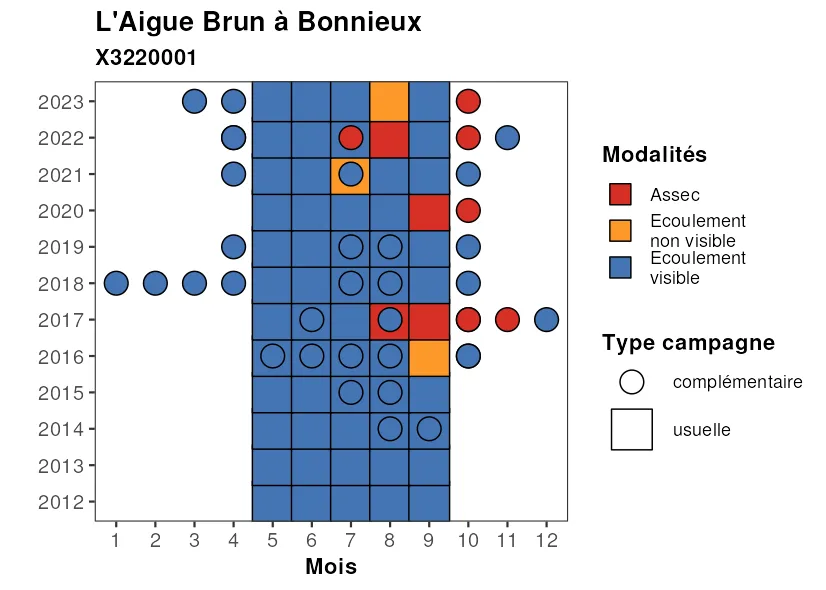 L'Aigue Brun à Bonnieux
X3220001
2023
2022
2021
2020
2019
2018
2017
2016
2015
2014
2013
2012
1 2 3 4 5 6 7 8 9 10 11 12
Mois
Modalités
Assec
Ecoulement
non visible
Ecoulement
visible
Type campagne
complémentaire
usuelle